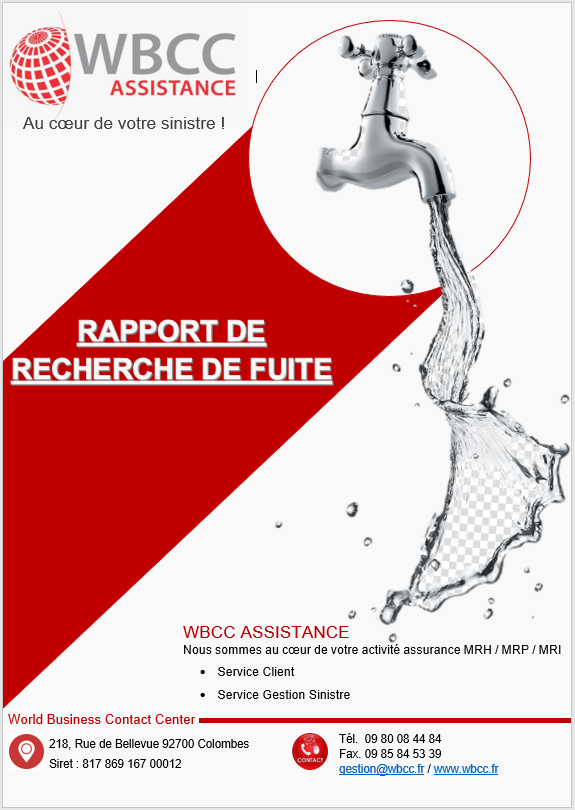 WBCC
ASSISTANCE
Au cœur de votre sinistre !
RAPPORT DE
RECHERCHE DE FUITE
WBCC ASSISTANCE
Nous sommes au cœur de votre activité assurance MRH / MRP / MRI
• Service Client
• Service Gestion Sinistre
World Business Contact Center
218, Rue de Bellevue 92700 Colombes
Siret : 817 869 167 00012
CONTACT
Tél. 09 80 08 44 84
Fax. 09 85 84 53 39
gestion@wbcc.fr / www.wbcc.fr